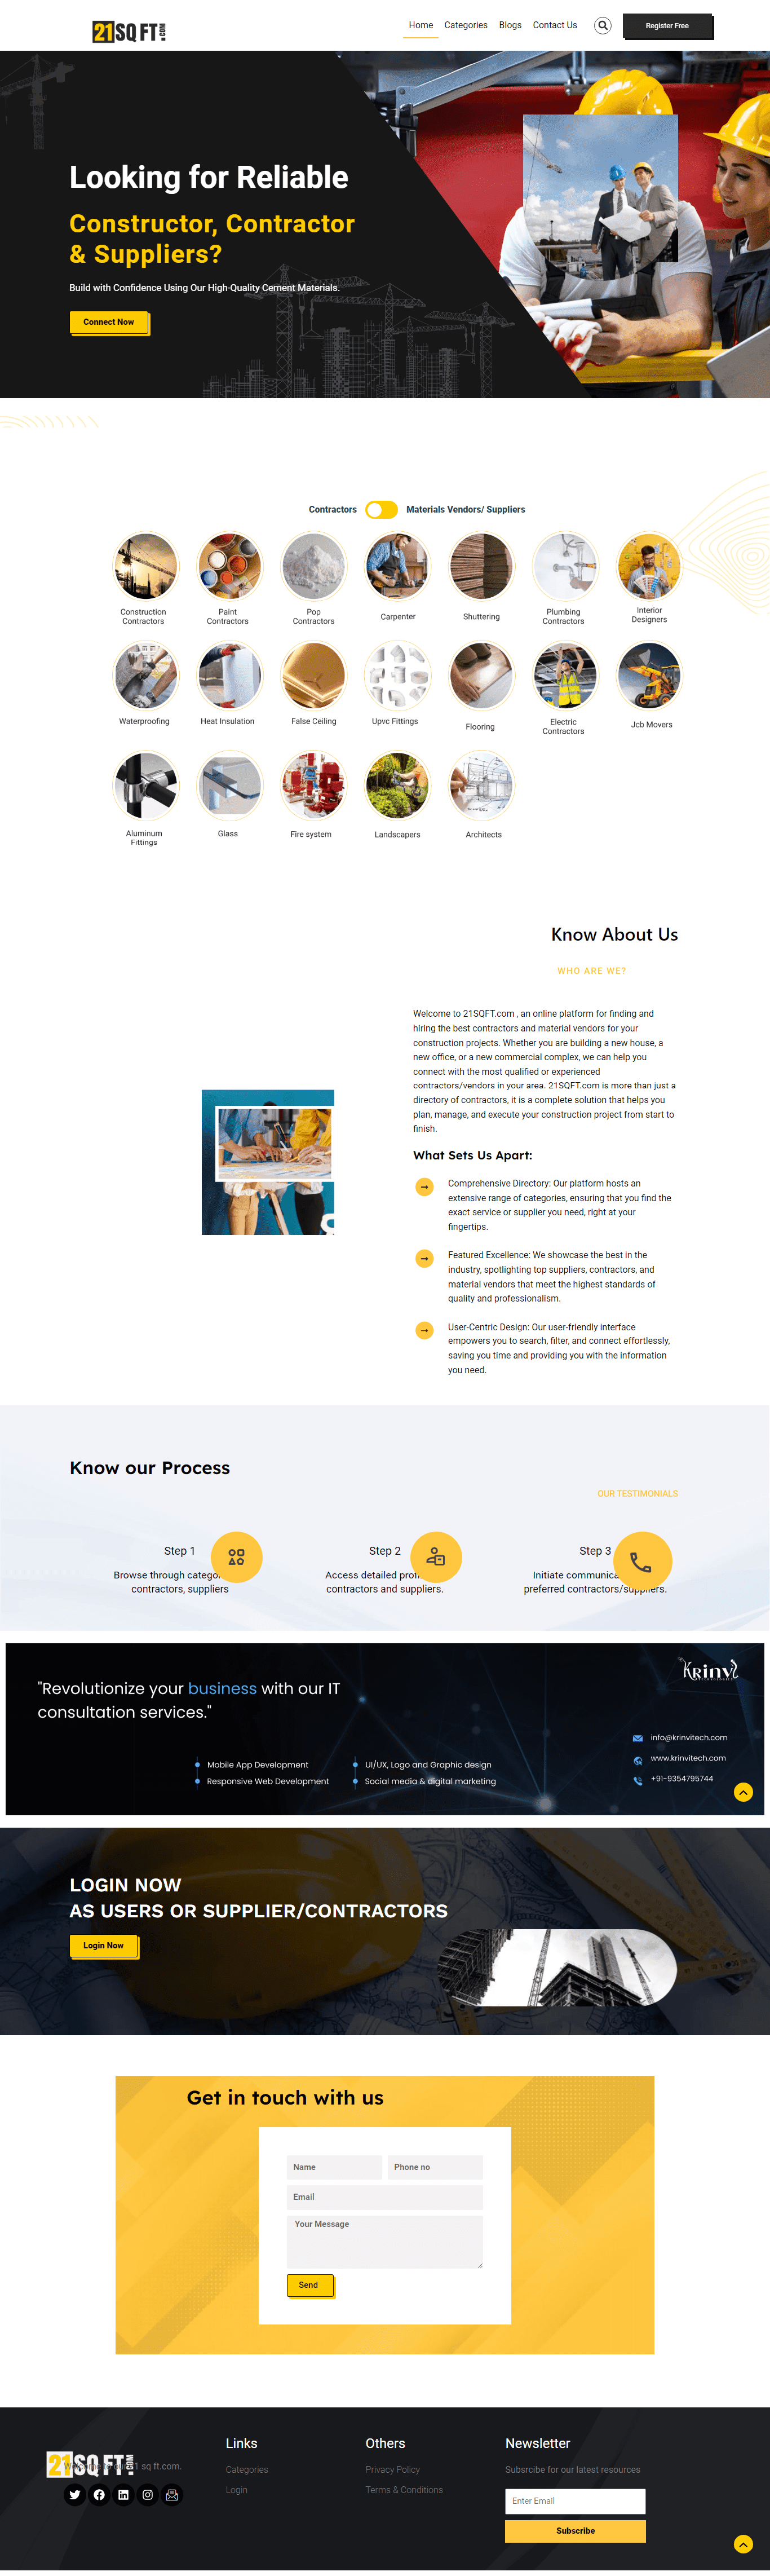 21SQFT.com
Home
Categories
Blogs
Contact Us
Register Free
Looking for Reliable
Constructor, Contractor
& Suppliers?
Build with Confidence Using Our High-Quality Cement Materials.
Connect Now
Contractors
Materials Vendors/ Suppliers
Construction
Contractors
Paint
Contractors
Pop
Contractors
Carpenter
Shuttering
Plumbing
Contractors
Interior
Designers
Waterproofing
Heat Insulation
False Ceiling
Upvc Fittings
Flooring
Electric
Contractors
Jcb Movers
Aluminum
Fittings
Glass
Fire system
Landscapers
Architects
Know About Us
WHO ARE WE?
Welcome to 21SQFT.com , an online platform for finding and
hiring the best contractors and material vendors for your
construction projects. Whether you are building a new house, a
new office, or a new commercial complex, we can help you
connect with the most qualified or experienced
contractors/vendors in your area. 21SQFT.com is more than just a
directory of contractors, it is a complete solution that helps you
plan, manage, and execute your construction project from start to
finish.
What Sets Us Apart:
Comprehensive Directory: Our platform hosts an
extensive range of categories, ensuring that you find the
exact service or supplier you need, right at your
fingertips.
Featured Excellence: We showcase the best in the
industry, spotlighting top suppliers, contractors, and
material vendors that meet the highest standards of
quality and professionalism.
User-Centric Design: Our user-friendly interface
empowers you to search, filter, and connect effortlessly,
saving you time and providing you with the information
you need.
Know our Process
OUR TESTIMONIALS
Step 1
Browse through
contractors, suppliers
Step 2
Access detailed
contractors and suppliers.
Step 3
Initiate
preferred contractors/suppliers.
Krinvi
"Revolutionize your business with our IT
consultation services."
Mobile App Development
Responsive Web Development
UI/UX, Logo and Graphic design
Social media & digital marketing
info@krinvitech.com
www.krinvitech.com
+91-9354795744
LOGIN NOW
AS USERS OR SUPPLIER/CONTRACTORS
Login Now
Get in touch with us
Name
Phone no
Email
Your Message
Send
21SQFT.com
sq ft.com.
Links
Categories
Login
Others
Privacy Policy
Terms & Conditions
Newsletter
Subsrcibe for our latest resources
Enter Email
Subscribe